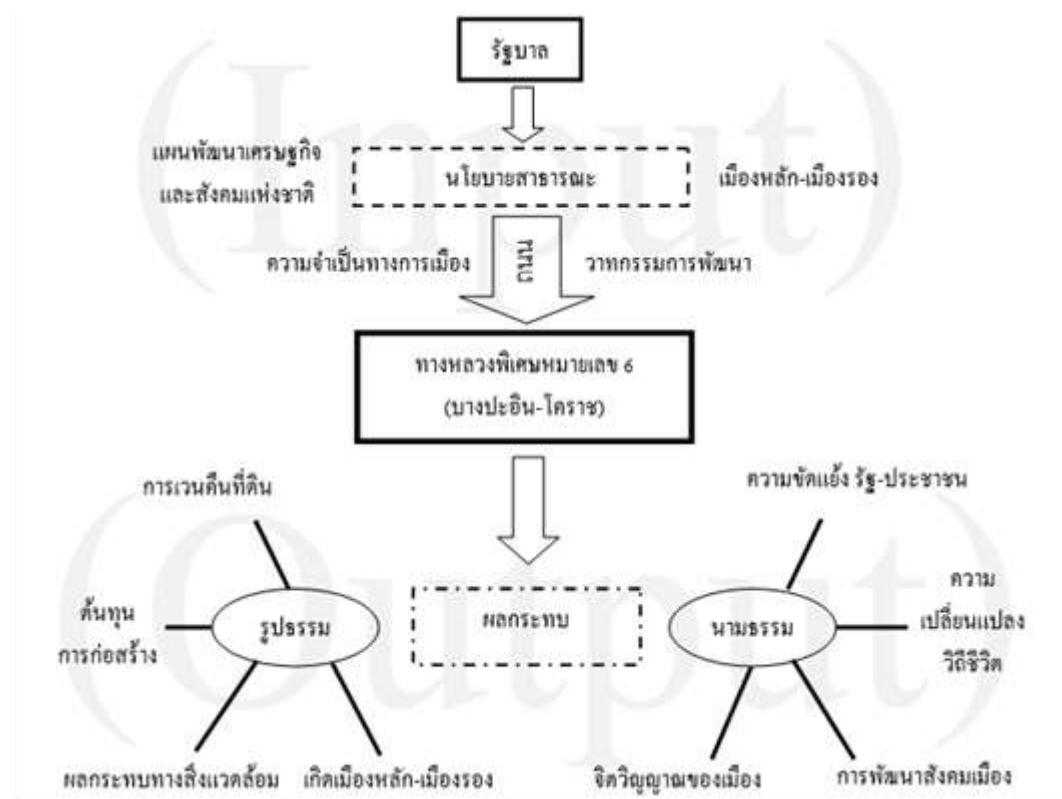 (Input)
รัฐบาล
แผนพัฒนาเศรษฐกิจ
และสังคมแห่งชาติ
นโยบายสาธารณะ
เมืองหลัก-เมืองรอง
ความจำเป็นทางการเมือง
ถนน
วาทกรรมการพัฒนา
ทางหลวงพิเศษหมายเลข 6
(บางปะอิน-โคราช)
(Output)
การเวนคืนที่ดิน
ความขัดแย้ง รัฐ-ประชาชน
ต้นทุน
การก่อสร้าง
รูปธรรม
ผลกระทบ
นามธรรม
ความ
เปลี่ยนแปลง
วิถีชีวิต
ผลกระทบทางสิ่งแวดล้อม
เกิดเมืองหลัก-เมืองรอง
จิตวิญญาณของเมือง
การพัฒนาสังคมเมือง